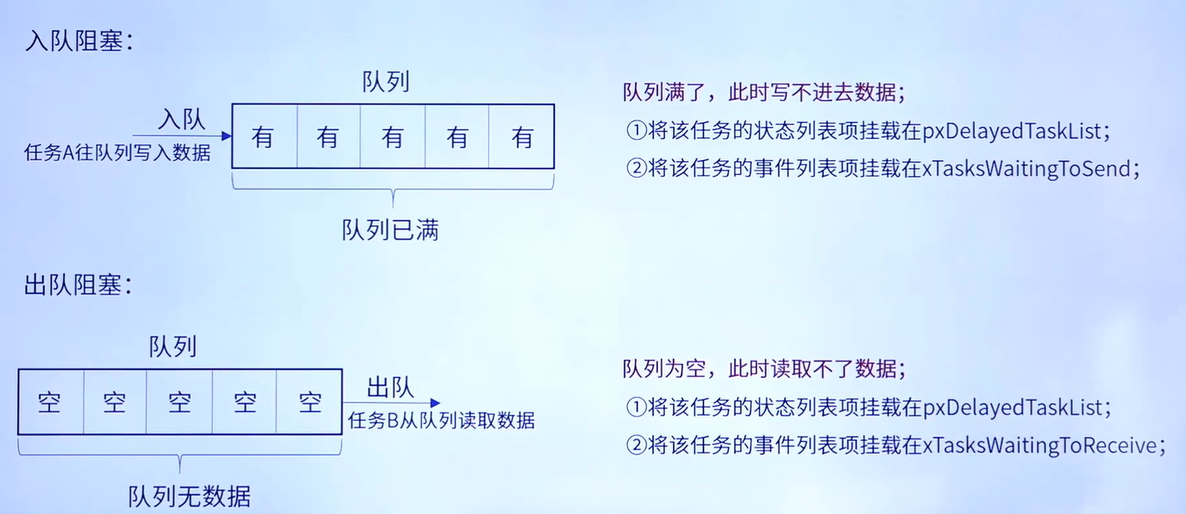 入队阻塞：
队列
入队
任务A往队列写入数据
有 有 有 有 有
队列已满
队列满了，此时写不进去数据；
①将该任务的状态列表项挂载在pxDelayedTaskList；
②将该任务的事件列表项挂载在xTasksWaitingToSend；
出队阻塞：
队列
空 空 空 空 空
出队
任务B从队列读取数据
队列无数据
队列为空，此时读取不了数据；
①将该任务的状态列表项挂载在pxDelayedTaskList；
②将该任务的事件列表项挂载在xTasksWaitingToReceive；